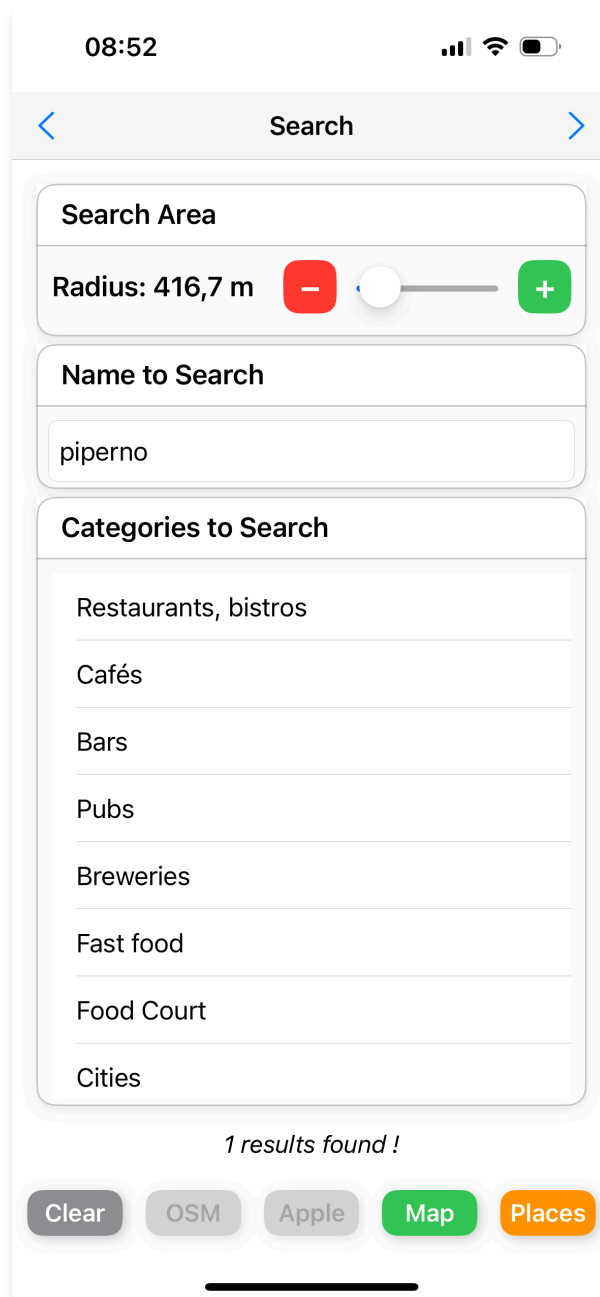 08:52
Search
Search Area
Radius: 416,7 m
Name to Search
piperno
Categories to Search
Restaurants, bistros
Cafés
Bars
Pubs
Breweries
Fast food
Food Court
Cities
1 results found !
Clear OSM Apple Map Places